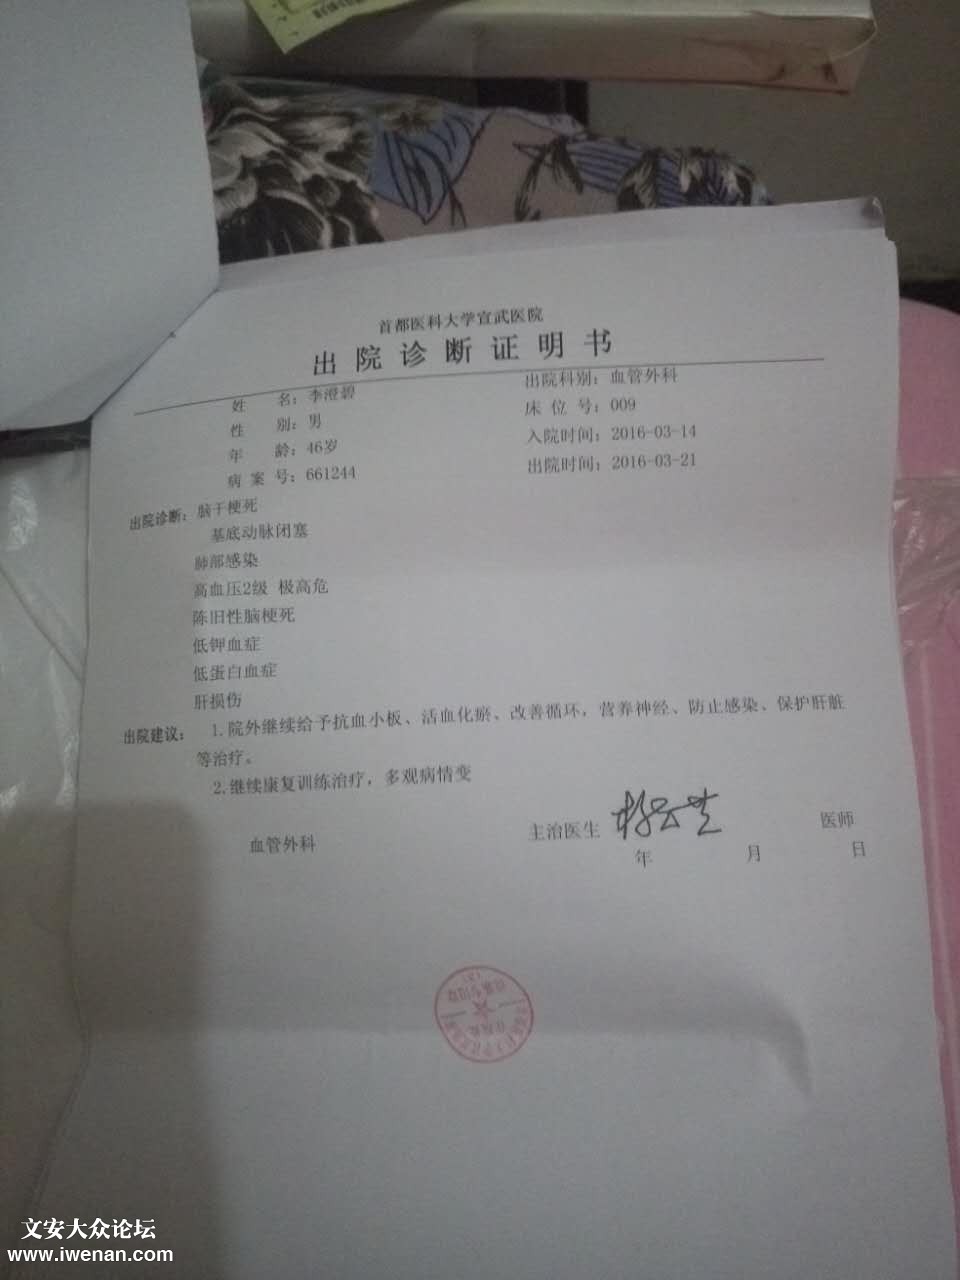 首都医科大学宣武医院
出院诊断证明书
姓 名：李澄碧
出院科别：血管外科
性 别：男
床 位 号：009
年 龄：46岁
入院时间：2016-03-14
病 案 号：661244
出院时间：2016-03-21
出院诊断：脑干梗死
基底动脉闭塞
肺部感染
高血压2级 极高危
陈旧性脑梗死
低钾血症
低蛋白血症
肝损伤
出院建议： 1.院外继续给予抗血小板、活血化瘀、改善循环，营养神经、防止感染、保护肝脏
等治疗。
2.继续康复训练治疗，多观病情变
血管外科
主治医生 医师
年 月 日
文安大众论坛
www.iwenan.com